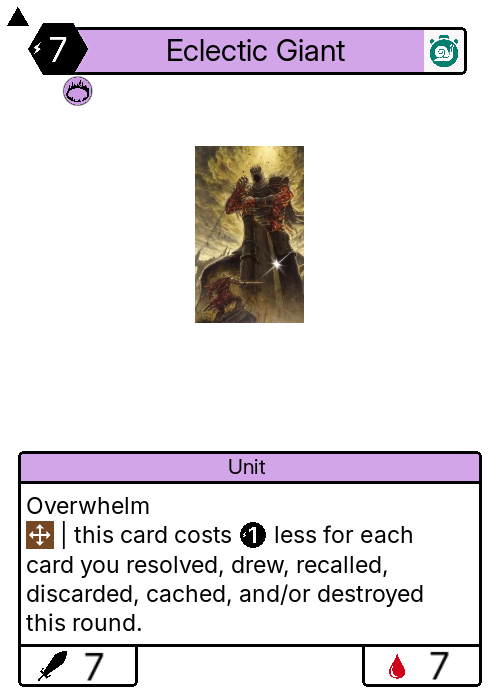 7
Eclectic Giant
Unit
Overwhelm
| this card costs 1 less for each
card you resolved, drew, recalled,
discarded, cached, and/or destroyed
this round.
7
7